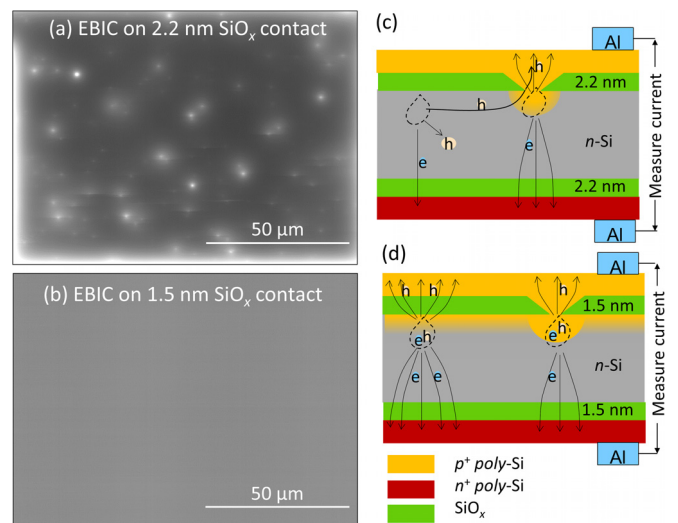 (a) EBIC on 2.2 nm SiOx contact
50 μm
(b) EBIC on 1.5 nm SiOx contact
50 μm
(c)
Al
h
2.2 nm
h
h
e
e
n-Si
2.2 nm
Al
Measure current
(d)
Al
h
h
h
1.5 nm
h
e
e
h
e
e
e
n-Si
1.5 nm
Al
Measure current
p+ poly-Si
n+ poly-Si
SiOx